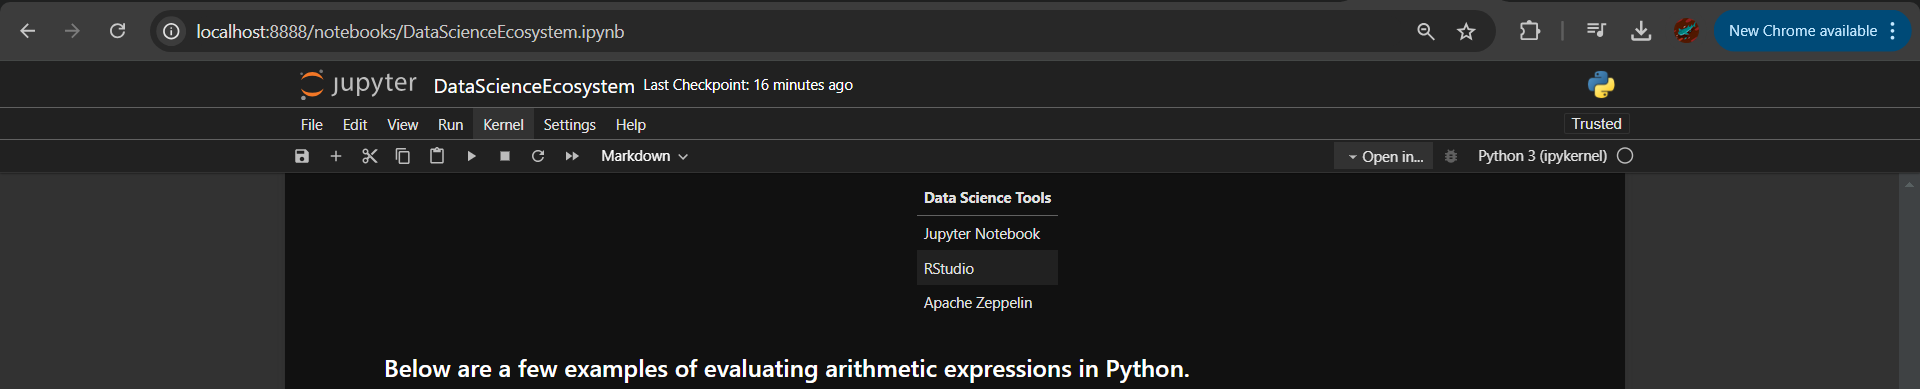 localhost:8888/notebooks/DataScienceEcosystem.ipynb
New Chrome available
jupyter DataScienceEcosystem Last Checkpoint: 16 minutes ago
File Edit View Run Kernel Settings Help
Trusted
Markdown
Open in...
Python 3 (ipykernel)
Data Science Tools
Jupyter Notebook
RStudio
Apache Zeppelin
Below are a few examples of evaluating arithmetic expressions in Python.